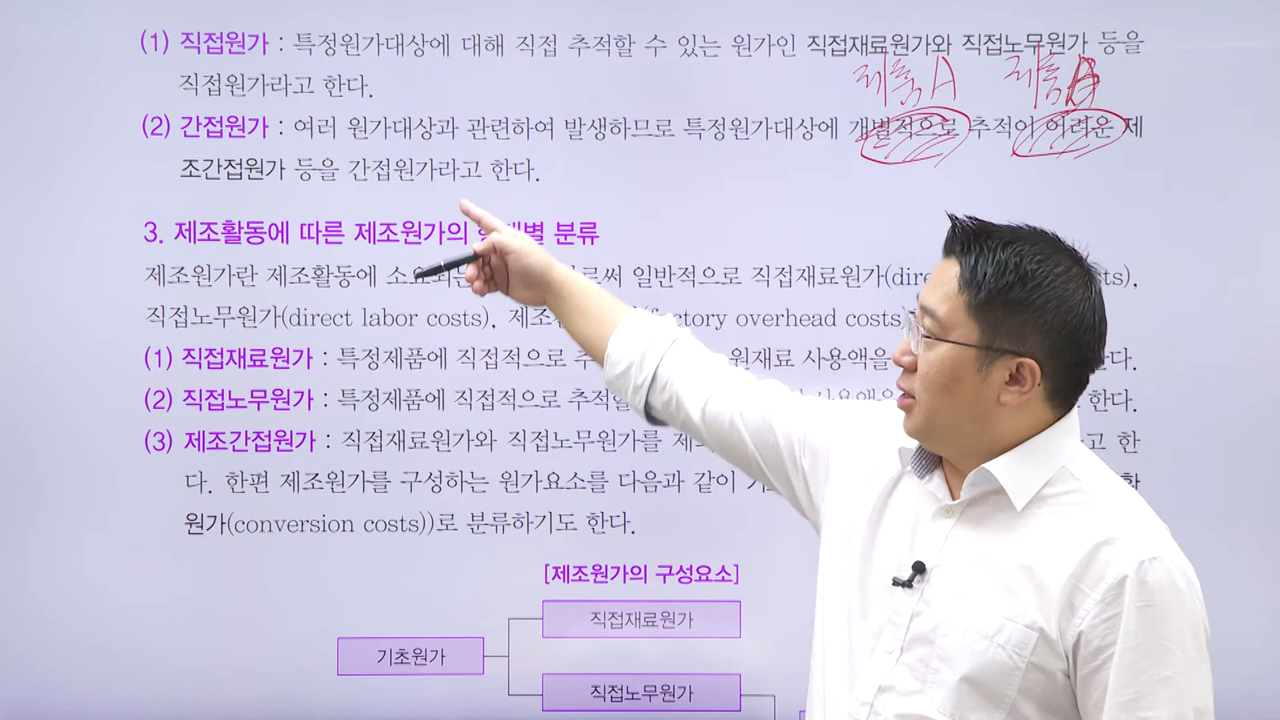 (1) 직접원가 : 특정원가대상에 대해 직접 추적할 수 있는 원가인 직접재료원가와 직접노무원가 등을
직접원가라고 한다.
제품A 제품
(2) 간접원가 : 여러 원가대상과 관련하여 발생하므로 특정원가대상에 개별적으로 추적이 어려운 제
조간접원가 등을 간접원가라고 한다.
3. 제조활동에 따른 제조원가의 분류
제조원가란 제조활동에 일반적으로 직접재료원가
직접노무원가(direct labor costs), overhead costs
(1) 직접재료원가 : 특정제품에 직접적으로 원재료 사용액을 한다.
(2) 직접노무원가 : 특정제품에 직접적으로 한다.
(3) 제조간접원가 : 직접재료원가와 직접노무원가를 한
다. 한편 제조원가를 구성하는 원가요소를 다음과 같이
원가(conversion costs))로 분류하기도 한다.
[제조원가의 구성요소]
직접재료원가
기초원가
직접노무원가